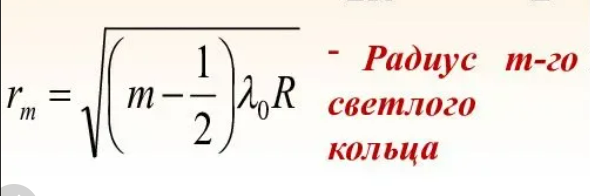 r_m = √((m − 1/2)λ₀R)
- Радиус m-го
светлого
кольца